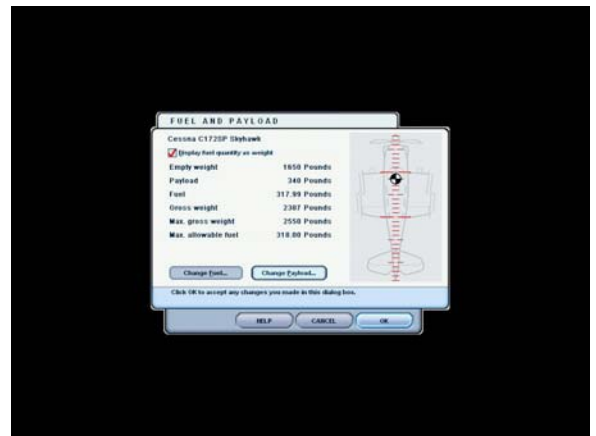 FUEL AND PAYLOAD
Cessna C172SP Skyhawk
Display fuel quantity as weight
Empty weight 1650 Pounds
Payload 340 Pounds
Fuel 317.99 Pounds
Gross weight 2307 Pounds
Max. gross weight 2550 Pounds
Max. allowable fuel 318.00 Pounds
Change Fuel... Change Payload...
Click OK to accept any changes you made in this dialog box.
HELP CANCEL OK